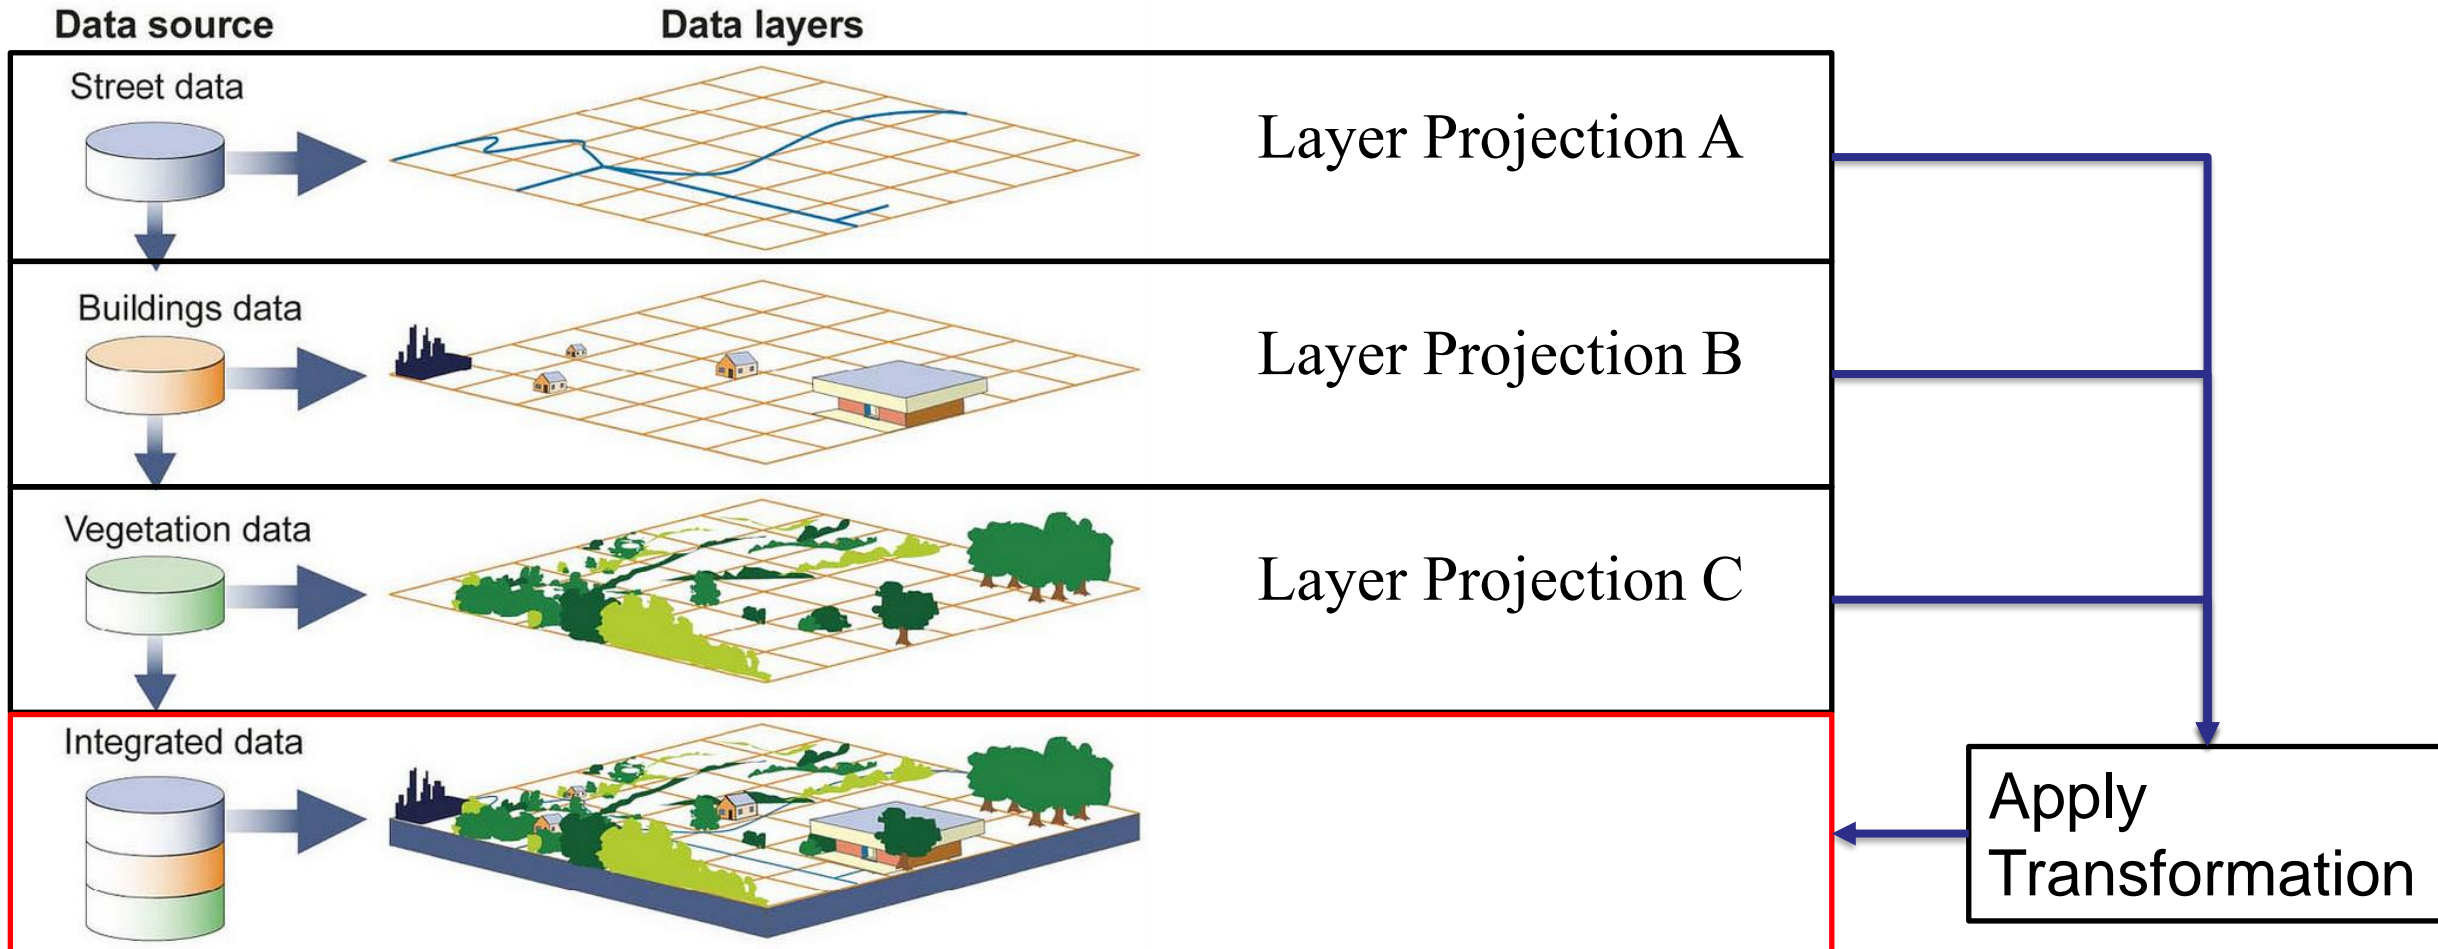 Data source
Data layers
Street data
Layer Projection A
Buildings data
Layer Projection B
Vegetation data
Layer Projection C
Integrated data
Apply
Transformation